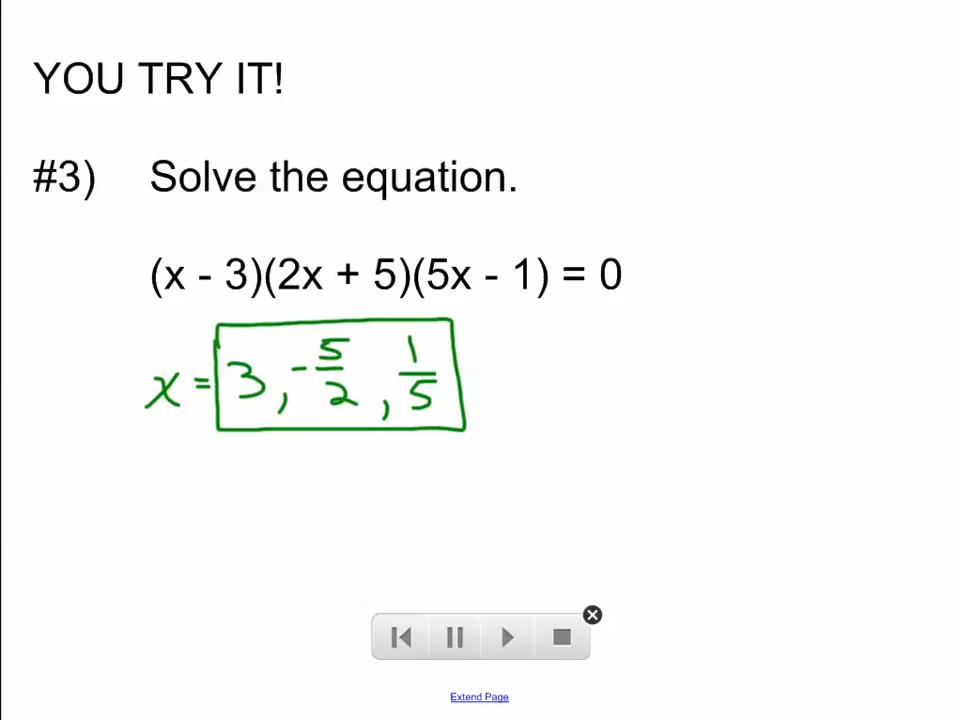 YOU TRY IT!
#3) Solve the equation.
(x - 3)(2x + 5)(5x - 1) = 0
x = 3, -5/2, 1/5
Extend Page